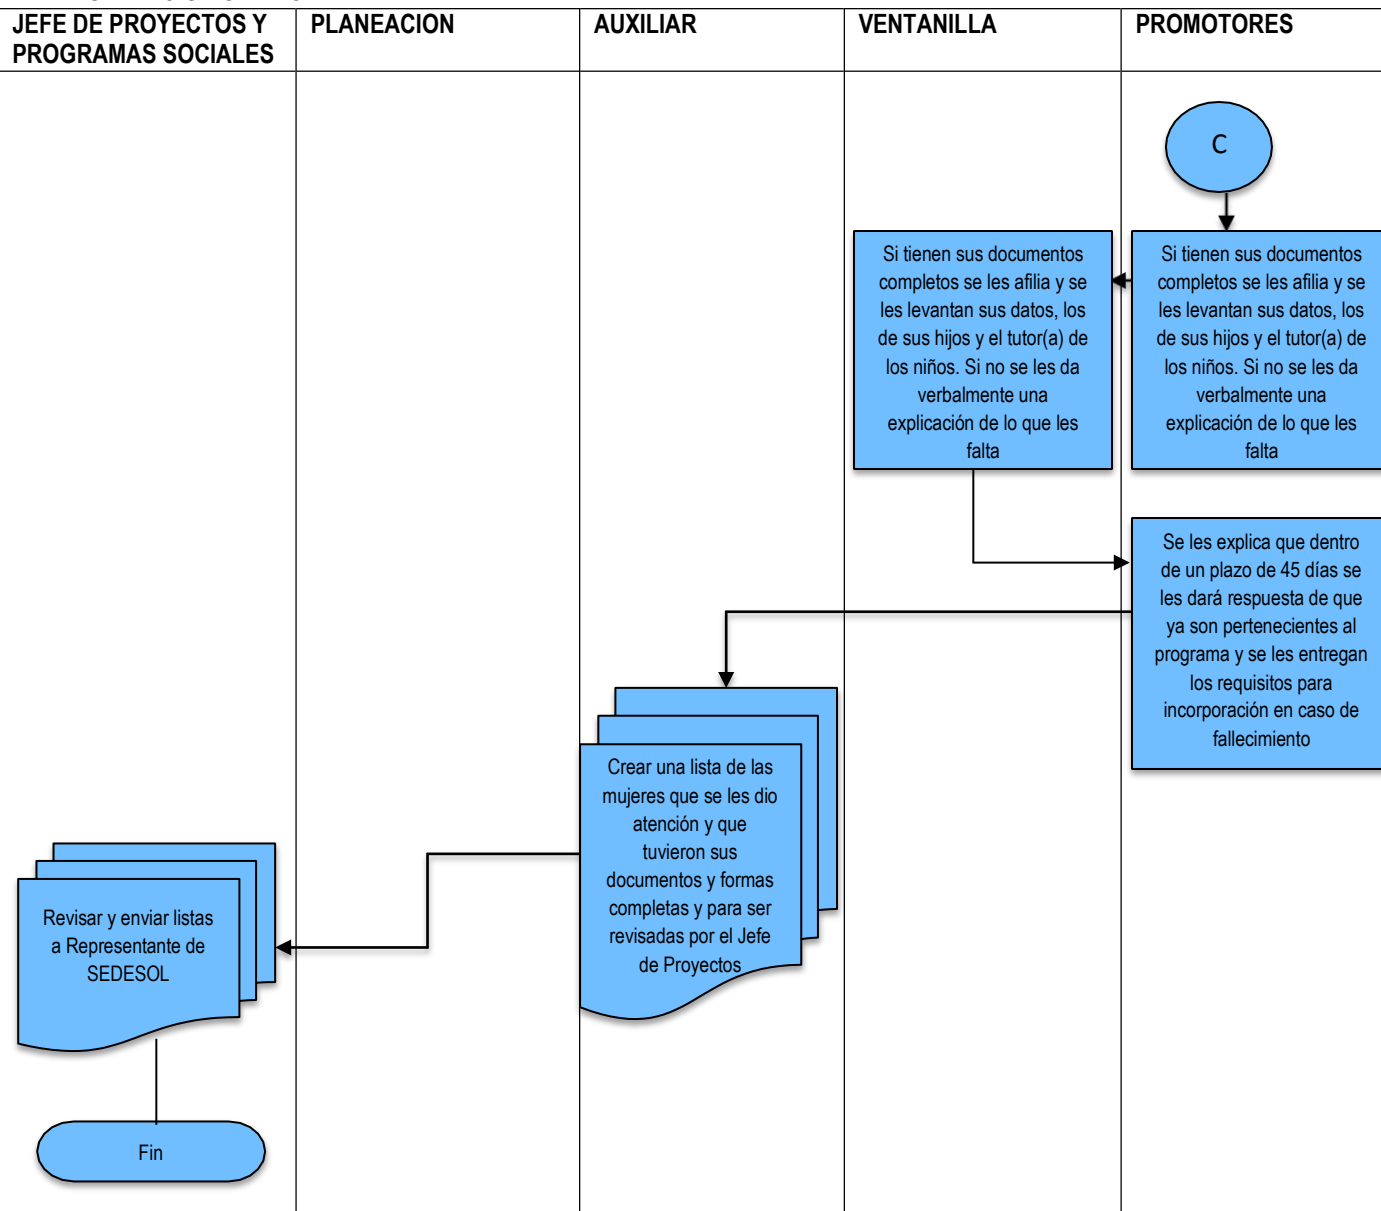 JEFE DE PROYECTOS Y
PROGRAMAS SOCIALES
PLANEACION
AUXILIAR
VENTANILLA
PROMOTORES
C
Si tienen sus documentos
completos se les afilia y se
les levantan sus datos, los
de sus hijos y el tutor(a) de
los niños. Si no se les da
verbalmente una
explicación de lo que les
falta
Si tienen sus documentos
completos se les afilia y se
les levantan sus datos, los
de sus hijos y el tutor(a) de
los niños. Si no se les da
verbalmente una
explicación de lo que les
falta
Se les explica que dentro
de un plazo de 45 días se
les dará respuesta de que
ya son pertenecientes al
programa y se les entregan
los requisitos para
incorporación en caso de
fallecimiento
Crear una lista de las
mujeres que se les dio
atención y que
tuvieron sus
documentos y formas
completas y para ser
revisadas por el Jefe
de Proyectos
Revisar y enviar listas
a Representante de
SEDESOL
Fin